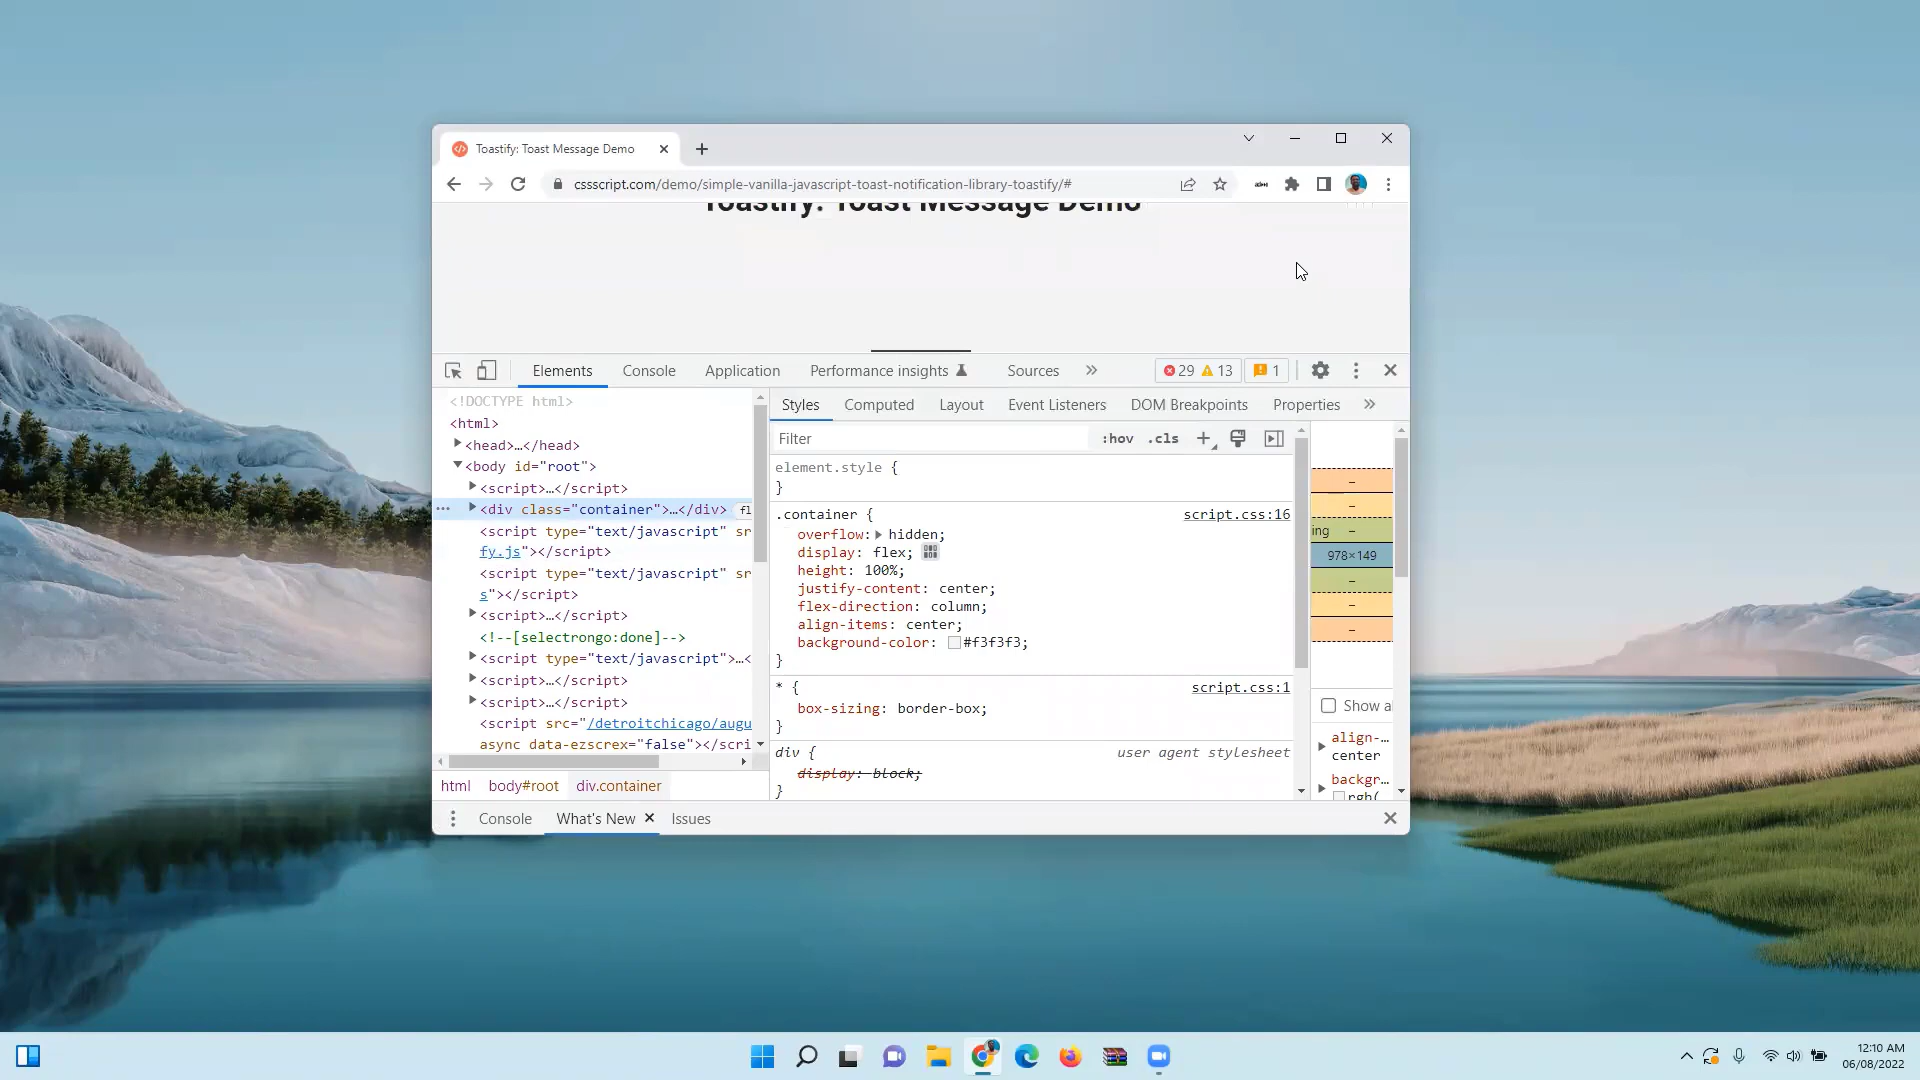 Toastify: Toast Message Demo
cssscript.com/demo/simple-vanilla-javascript-toast-notification-library-toastify/#
Toastify: Toast Message Demo
Elements Console Application Performance insights Sources 29 13 1
<!DOCTYPE html>
<html>
<head>…</head>
<body id="root">
<script>…</script>
<div class="container">…</div> fl
<script type="text/javascript" sr
fy.js"></script>
<script type="text/javascript" sr
s"></script>
<script>…</script>
<!--[selectrongo:done]-->
<script type="text/javascript">…<
<script>…</script>
<script>…</script>
<script src="/detroitchicago/augu
async data-ezscrex="false"></scri
html body#root div.container
Styles Computed Layout Event Listeners DOM Breakpoints Properties
Filter :hov .cls
element.style {
}
.container { script.css:16
overflow: hidden;
display: flex;
height: 100%;
justify-content: center;
flex-direction: column;
align-items: center;
background-color: #f3f3f3;
}
* { script.css:1
box-sizing: border-box;
}
div { user agent stylesheet
display: block;
}
–
–
ing –
978×149
–
–
–
Show a
align-…
center
backgr…
rgb(
Console What's New Issues
12:10 AM
06/08/2022